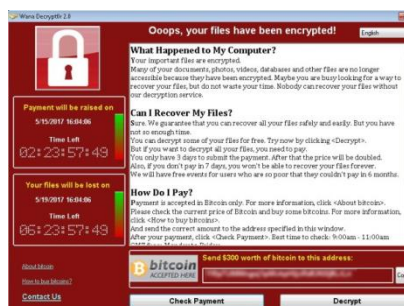 Wana Decrypt0r 2.0
Ooops, your files have been encrypted!
English
What Happened to My Computer?
Your important files are encrypted.
Many of your documents, photos, videos, databases and other files are no longer
accessible because they have been encrypted. Maybe you are busy looking for a way to
recover your files, but do not waste your time. Nobody can recover your files without
our decryption service.
Can I Recover My Files?
Sure. We guarantee that you can recover all your files safely and easily. But you have
not so enough time.
You can decrypt some of your files for free. Try now by clicking <Decrypt>.
But if you want to decrypt all your files, you need to pay.
You only have 3 days to submit the payment. After that the price will be doubled.
Also, if you don't pay in 7 days, you won't be able to recover your files forever.
We will have free events for users who are so poor that they couldn't pay in 6 months.
How Do I Pay?
Payment is accepted in Bitcoin only. For more information, click <About bitcoin>.
Please check the current price of Bitcoin and buy some bitcoins. For more information,
click <How to buy bitcoins>.
And send the correct amount to the address specified in this window.
After your payment, click <Check Payment>. Best time to check: 9:00am - 11:00am
Payment will be raised on
5/15/2017 16:04:06
Time Left
02:23:57:49
Your files will be lost on
5/19/2017 16:04:06
Time Left
06:23:57:49
About bitcoin
How to buy bitcoins?
Contact Us
bitcoin
ACCEPTED HERE
Send $300 worth of bitcoin to this address:
Check Payment
Decrypt